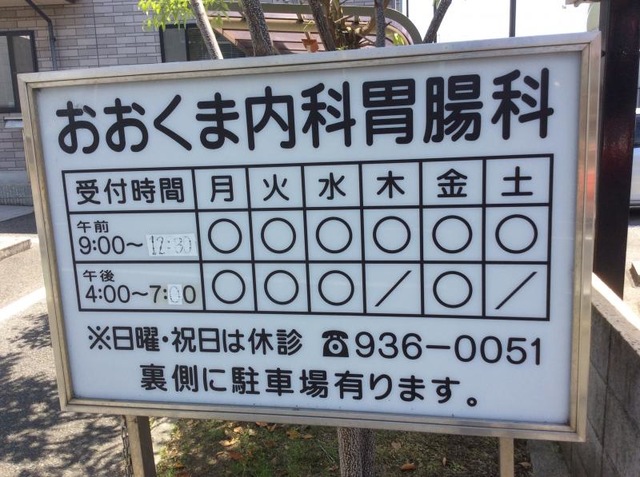 おおくま内科胃腸科
受付時間 月 火 水 木 金 土
午前
9:00〜12:30 ○ ○ ○ ○ ○ ○
午後
4:00〜7:00 ○ ○ ○ / ○ /
※日曜・祝日は休診 ☎936-0051
裏側に駐車場有ります。